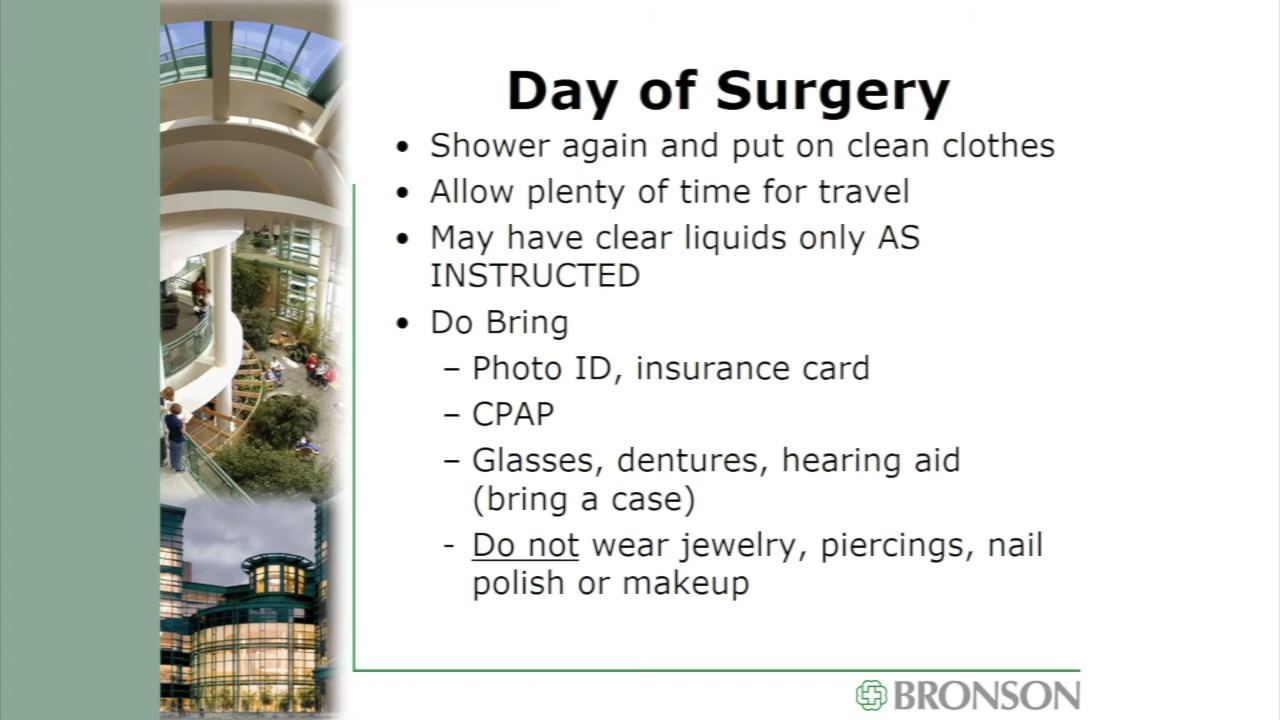 Day of Surgery
• Shower again and put on clean clothes
• Allow plenty of time for travel
• May have clear liquids only AS
INSTRUCTED
• Do Bring
– Photo ID, insurance card
– CPAP
– Glasses, dentures, hearing aid
(bring a case)
- Do not wear jewelry, piercings, nail
polish or makeup
BRONSON